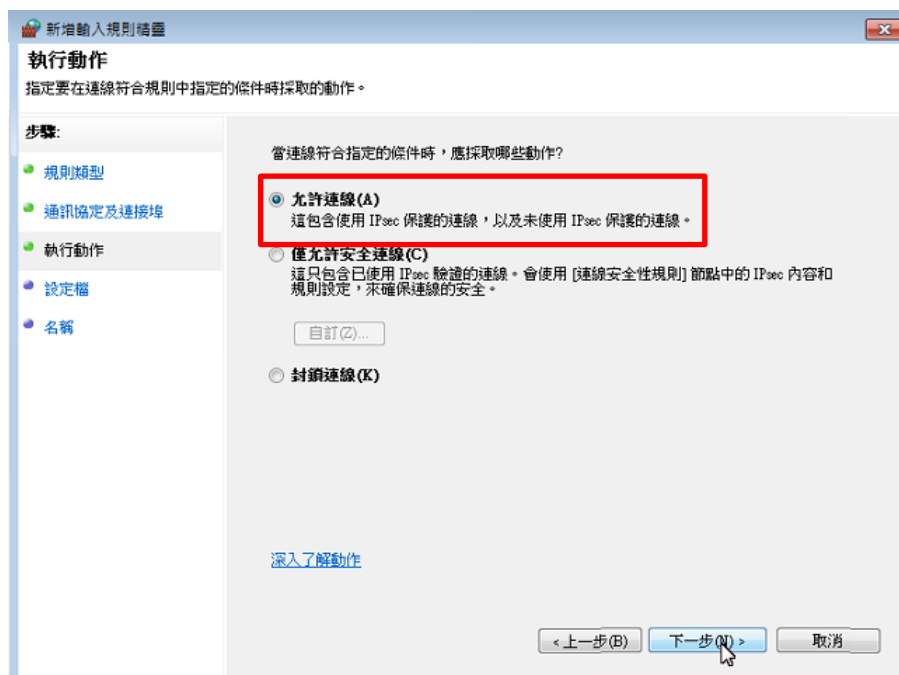 新增輸入規則精靈
執行動作
指定要在連線符合規則中指定的條件時採取的動作。
步驟:
規則類型
通訊協定及連接埠
執行動作
設定檔
名稱
當連線符合指定的條件時，應採取哪些動作?
允許連線(A)
這包含使用 IPsec 保護的連線，以及未使用 IPsec 保護的連線。
僅允許安全連線(C)
這只包含已使用 IPsec 驗證的連線。會使用 [連線安全性規則] 節點中的 IPsec 內容和
規則設定，來確保連線的安全。
自訂(Z)...
封鎖連線(K)
深入了解動作
<上一步(B)
下一步(N) >
取消